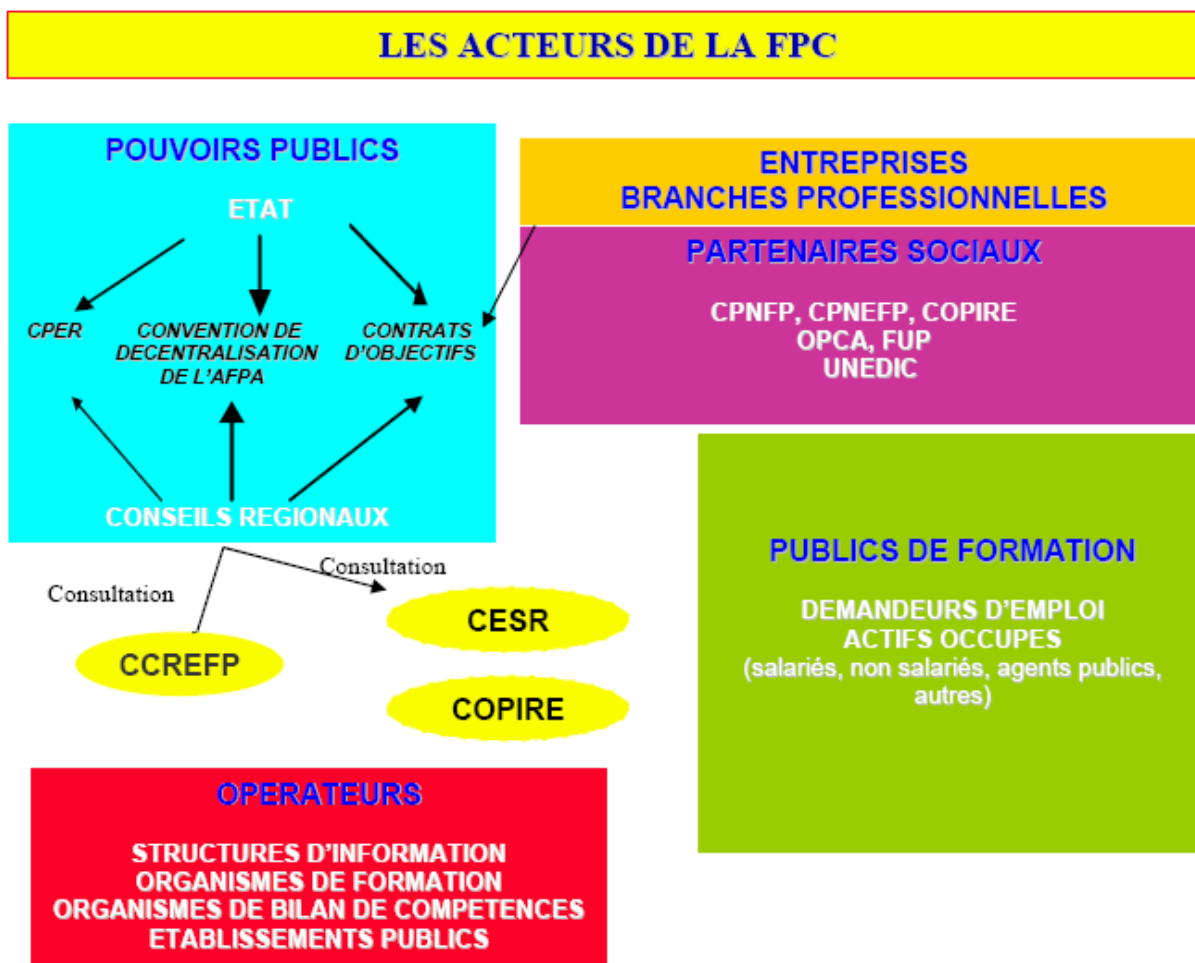 LES ACTEURS DE LA FPC
POUVOIRS PUBLICS
ETAT
CPER
CONVENTION DE
DECENTRALISATION
DE L'AFPA
CONTRATS
D'OBJECTIFS
CONSEILS REGIONAUX
ENTREPRISES
BRANCHES PROFESSIONNELLES
PARTENAIRES SOCIAUX
CPNFP, CPNEFP, COPIRE
OPCA, FUP
UNEDIC
Consultation
Consultation
CCREFP
CESR
COPIRE
PUBLICS DE FORMATION
DEMANDEURS D'EMPLOI
ACTIFS OCCUPES
(salariés, non salariés, agents publics,
autres)
OPERATEURS
STRUCTURES D'INFORMATION
ORGANISMES DE FORMATION
ORGANISMES DE BILAN DE COMPETENCES
ETABLISSEMENTS PUBLICS